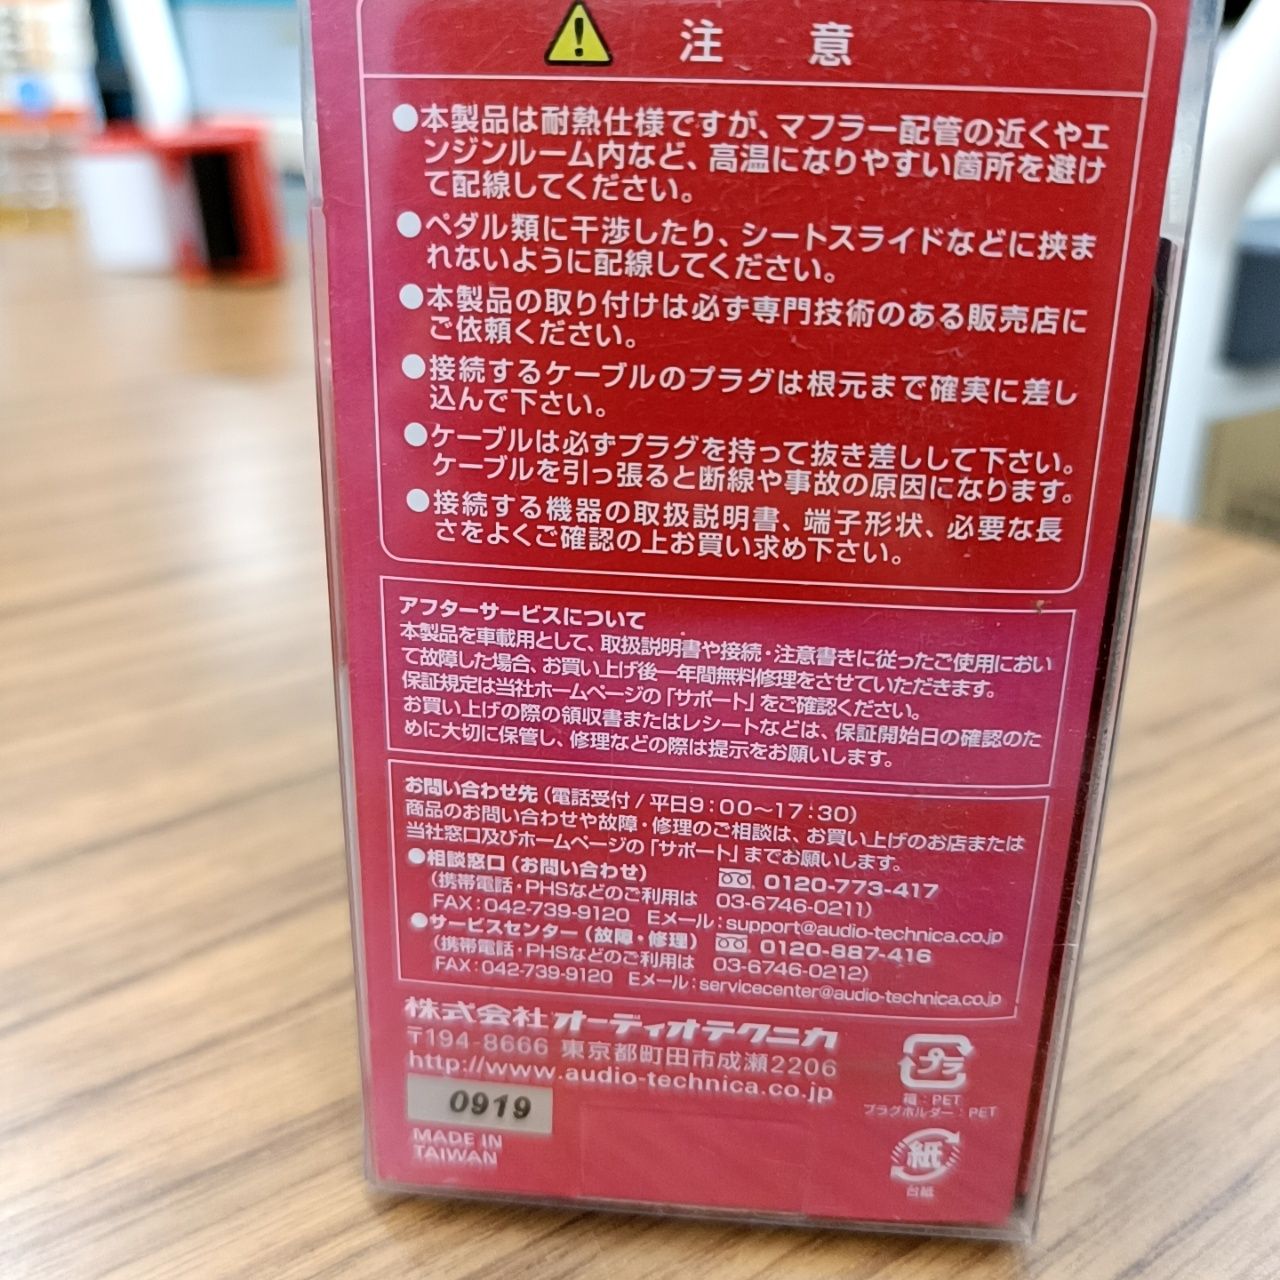 注 意
●本製品は耐熱仕様ですが、マフラー配管の近くやエ
ンジンルーム内など、高温になりやすい箇所を避け
て配線してください。
●ペダル類に干渉したり、シートスライドなどに挟ま
れないように配線してください。
●本製品の取り付けは必ず専門技術のある販売店に
ご依頼ください。
●接続するケーブルのプラグは根元まで確実に差し
込んで下さい。
●ケーブルは必ずプラグを持って抜き差しして下さい。
ケーブルを引っ張ると断線や事故の原因になります。
●接続する機器の取扱説明書、端子形状、必要な長
さをよくご確認の上お買い求め下さい。
アフターサービスについて
本製品を車載用として、取扱説明書や接続・注意書きに従ったご使用におい
て故障した場合、お買い上げ後一年間無料修理をさせていただきます。
保証規定は当社ホームページの「サポート」をご確認ください。
お買い上げの際の領収書またはレシートなどは、保証開始日の確認のた
めに大切に保管し、修理などの際は提示をお願いします。
お問い合わせ先(電話受付/平日9:00〜17:30)
商品のお問い合わせや故障・修理のご相談は、お買い上げのお店または
当社窓口及びホームページの「サポート」までお願いします。
●相談窓口(お問い合わせ) 0120-773-417
(携帯電話・PHSなどのご利用は 03-6746-0211)
FAX:042-739-9120 Eメール:support@audio-technica.co.jp
●サービスセンター(故障・修理) 0120-887-416
(携帯電話・PHSなどのご利用は 03-6746-0212)
FAX:042-739-9120 Eメール:servicecenter@audio-technica.co.jp
株式会社オーディオテクニカ
〒194-8666 東京都町田市成瀬2206
http://www.audio-technica.co.jp
0919
MADE IN
TAIWAN
プラ
箱:PET
プラグホルダー:PET
紙
台紙